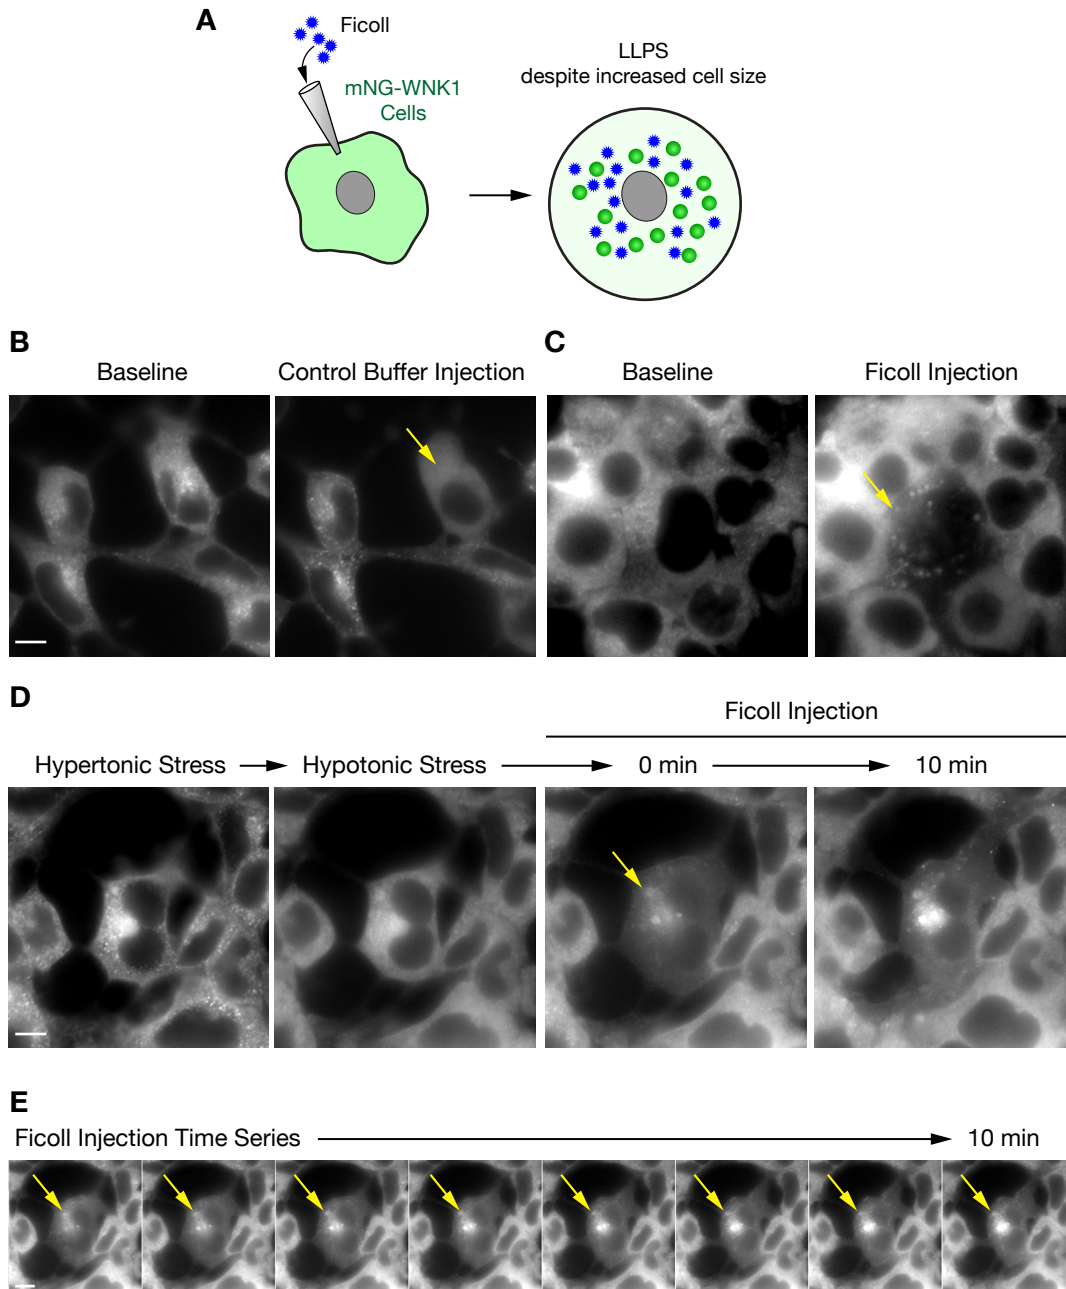 A
Ficoll
mNG-WNK1
Cells
LLPS
despite increased cell size
B
Baseline
Control Buffer Injection
C
Baseline
Ficoll Injection
D
Ficoll Injection
Hypertonic Stress
Hypotonic Stress
0 min
10 min
E
Ficoll Injection Time Series
10 min